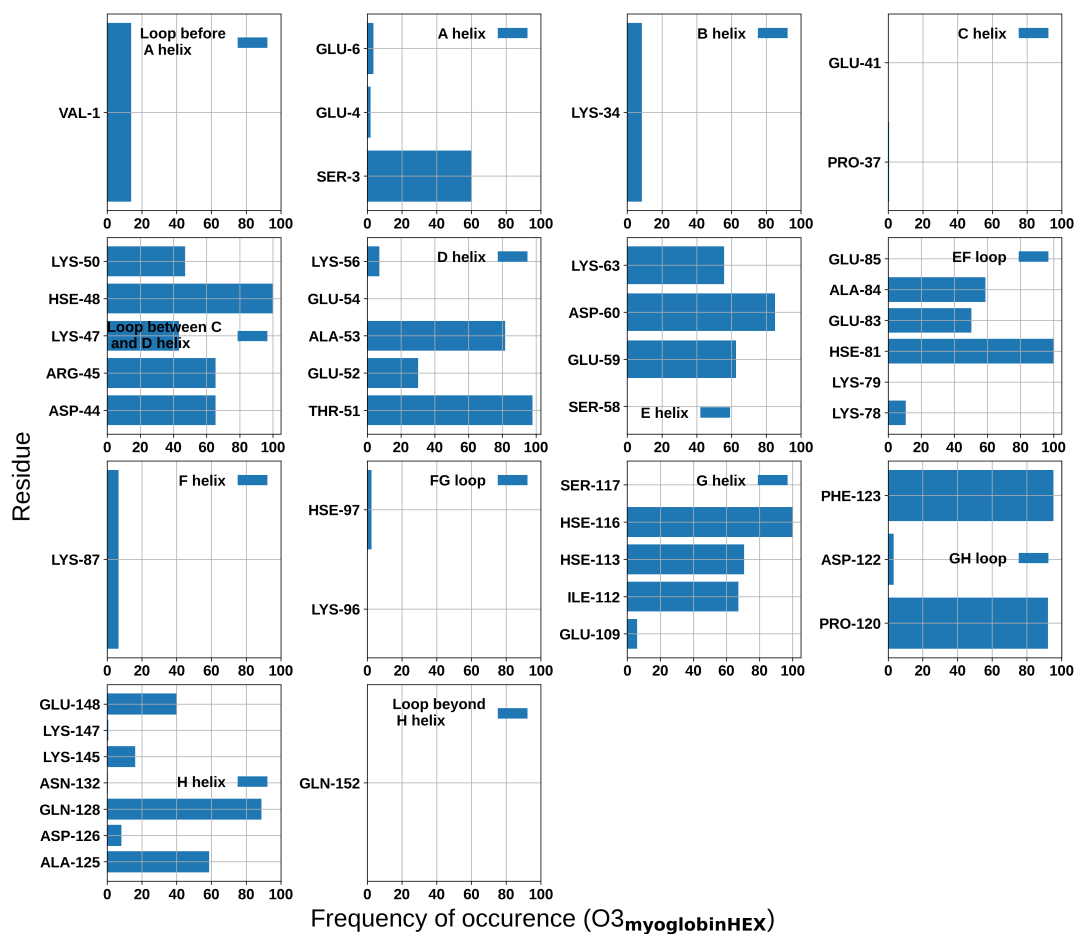 Loop before
A helix
VAL-1
0 20 40 60 80 100
A helix
GLU-6
GLU-4
SER-3
0 20 40 60 80 100
B helix
LYS-34
0 20 40 60 80 100
C helix
GLU-41
PRO-37
0 20 40 60 80 100
LYS-50
HSE-48
LYS-47
Loop between C
and D helix
ARG-45
ASP-44
0 20 40 60 80 100
D helix
LYS-56
GLU-54
ALA-53
GLU-52
THR-51
0 20 40 60 80 100
LYS-63
ASP-60
GLU-59
SER-58
E helix
0 20 40 60 80 100
EF loop
GLU-85
ALA-84
GLU-83
HSE-81
LYS-79
LYS-78
0 20 40 60 80 100
Residue
F helix
LYS-87
0 20 40 60 80 100
FG loop
HSE-97
LYS-96
0 20 40 60 80 100
SER-117
G helix
HSE-116
HSE-113
ILE-112
GLU-109
0 20 40 60 80 100
PHE-123
ASP-122
GH loop
PRO-120
0 20 40 60 80 100
GLU-148
LYS-147
LYS-145
ASN-132
H helix
GLN-128
ASP-126
ALA-125
0 20 40 60 80 100
Loop beyond
H helix
GLN-152
0 20 40 60 80 100
Frequency of occurence (O3myoglobinHEX)